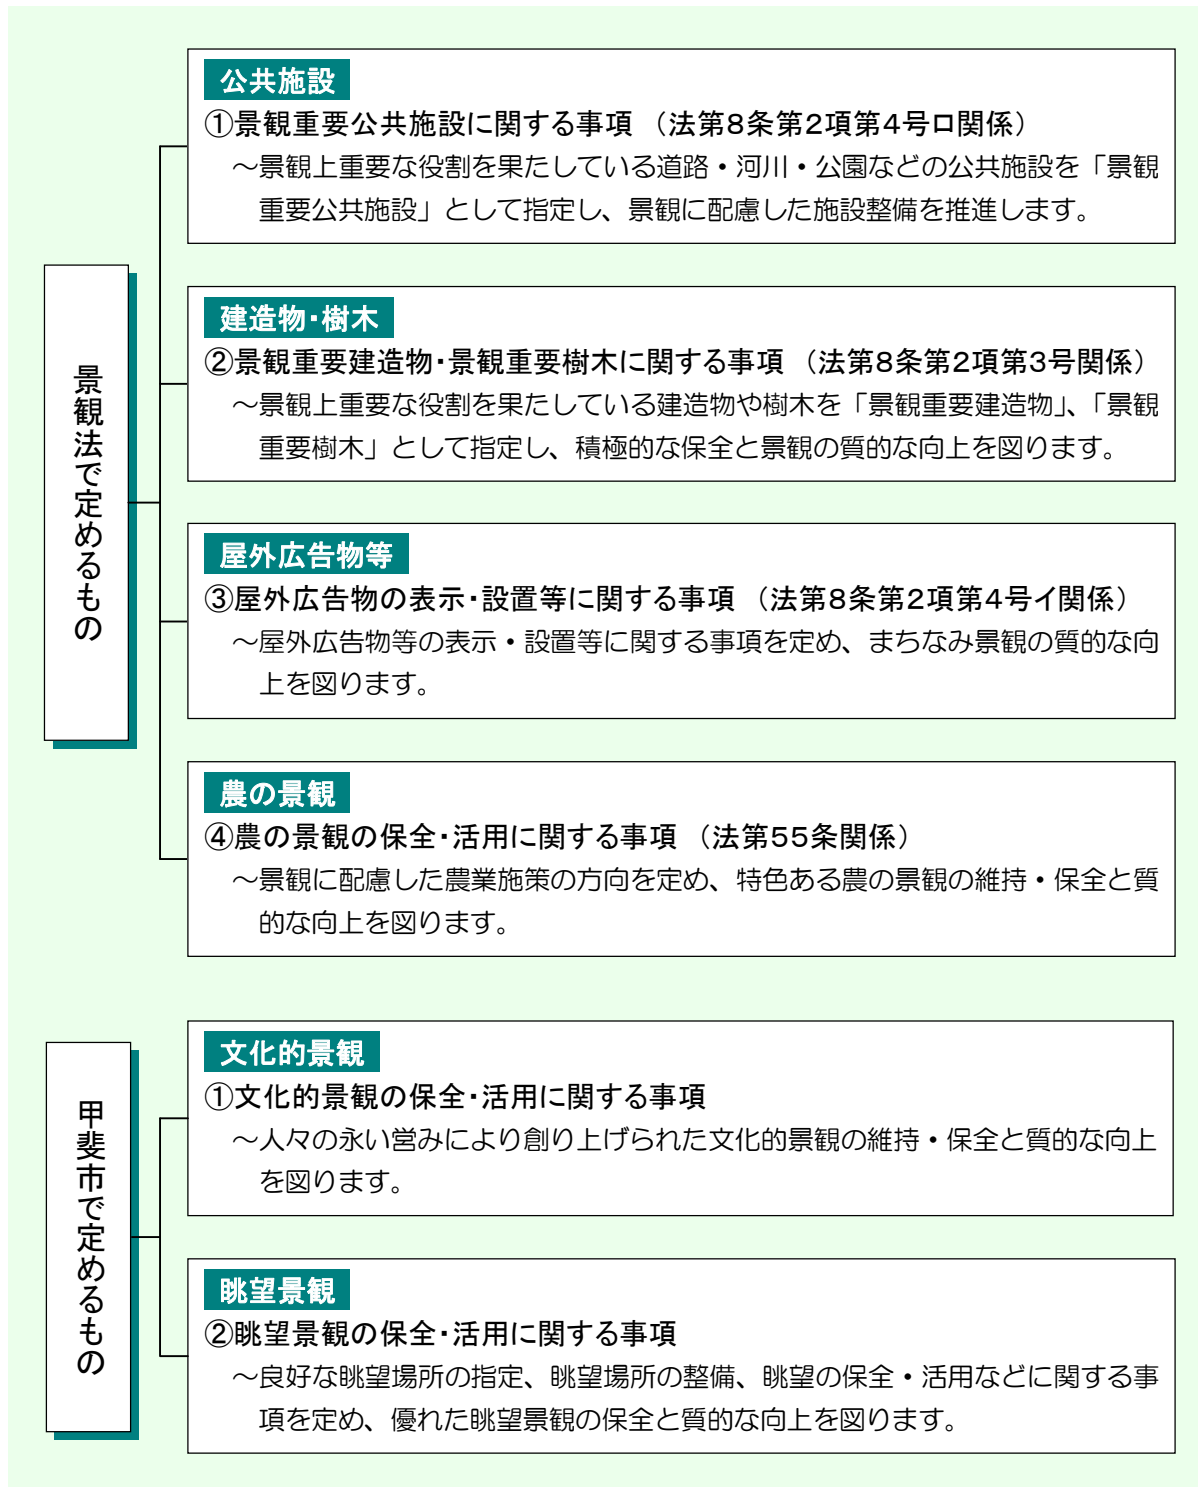 景観法で定めるもの
公共施設
①景観重要公共施設に関する事項 （法第8条第2項第4号ロ関係）
～景観上重要な役割を果たしている道路・河川・公園などの公共施設を「景観
重要公共施設」として指定し、景観に配慮した施設整備を推進します。
建造物・樹木
②景観重要建造物・景観重要樹木に関する事項 （法第8条第2項第3号関係）
～景観上重要な役割を果たしている建造物や樹木を「景観重要建造物」、「景観
重要樹木」として指定し、積極的な保全と景観の質的な向上を図ります。
屋外広告物等
③屋外広告物の表示・設置等に関する事項 （法第8条第2項第4号イ関係）
～屋外広告物等の表示・設置等に関する事項を定め、まちなみ景観の質的な向
上を図ります。
農の景観
④農の景観の保全・活用に関する事項 （法第55条関係）
～景観に配慮した農業施策の方向を定め、特色ある農の景観の維持・保全と質
的な向上を図ります。
甲斐市で定めるもの
文化的景観
①文化的景観の保全・活用に関する事項
～人々の永い営みにより創り上げられた文化的景観の維持・保全と質的な向上
を図ります。
眺望景観
②眺望景観の保全・活用に関する事項
～良好な眺望場所の指定、眺望場所の整備、眺望の保全・活用などに関する事
項を定め、優れた眺望景観の保全と質的な向上を図ります。